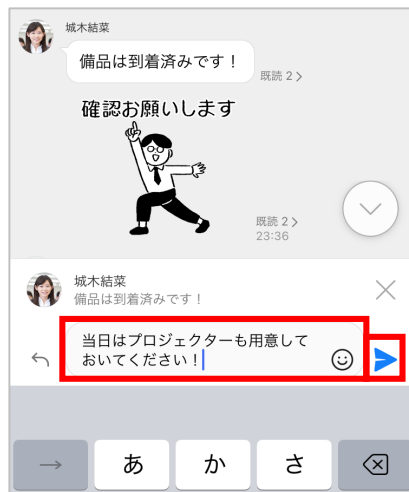 城木結菜
備品は到着済みです！
既読 2
確認お願いします
既読 2
23:36
城木結菜
備品は到着済みです！
当日はプロジェクターも用意して
おいてください！
あ か さ